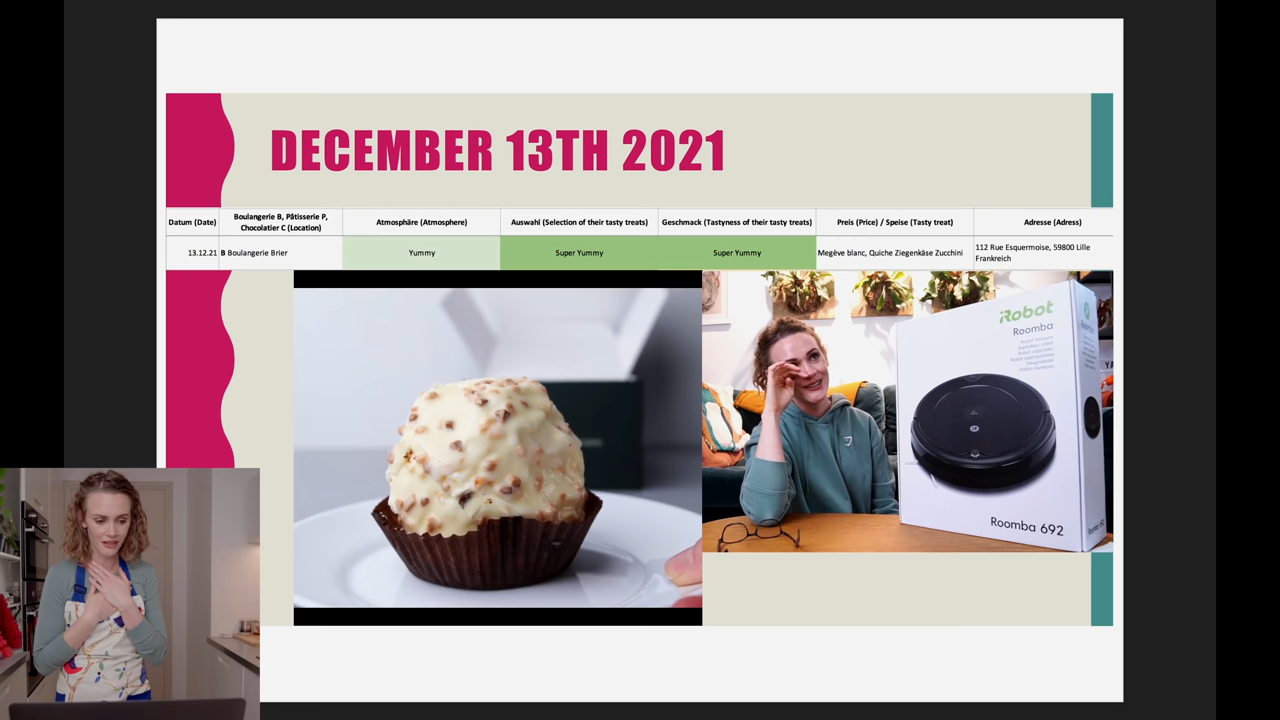 DECEMBER 13TH 2021
Datum (Date)
Boulangerie B, Pâtisserie P,
Chocolatier C (Location)
Atmosphäre (Atmosphere)
Auswahl (Selection of their tasty treats)
Geschmack (Tastyness of their tasty treats)
Preis (Price) / Speise (Tasty treat)
Adresse (Adress)
13.12.21
B Boulangerie Brier
Yummy
Super Yummy
Super Yummy
Megève blanc, Quiche Ziegenkäse Zucchini
112 Rue Esquermoise, 59800 Lille
Frankreich
iRobot
Roomba
Roomba 692